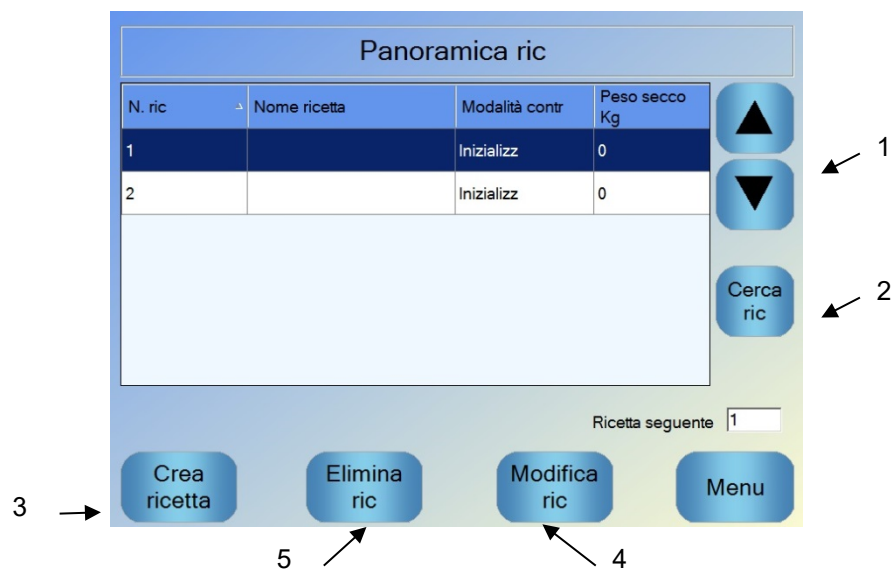 Panoramica ric
N. ric Nome ricetta Modalità contr Peso secco
Kg
1 Inizializz 0
2 Inizializz 0
1
Cerca
ric
2
Ricetta seguente 1
Crea
ricetta
Elimina
ric
Modifica
ric
Menu
3
5
4